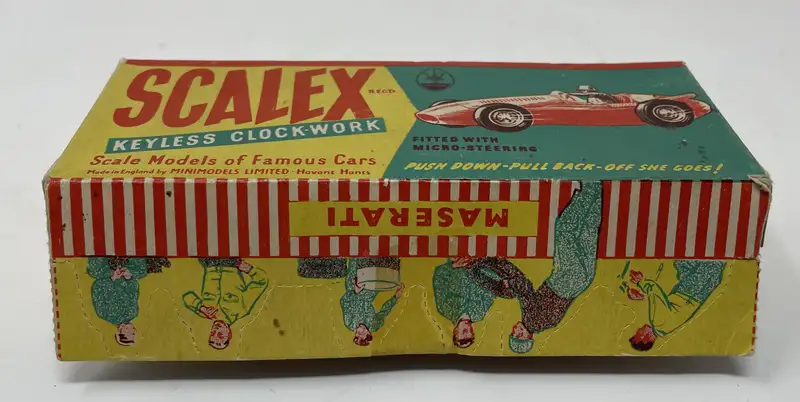 SCALEX
REGD.
KEYLESS CLOCK-WORK
Scale Models of Famous Cars
Made in England by MINIMODELS LIMITED - Havant Hants
FITTED WITH
MICRO-STEERING
PUSH DOWN - PULL BACK - OFF SHE GOES!
MASERATI